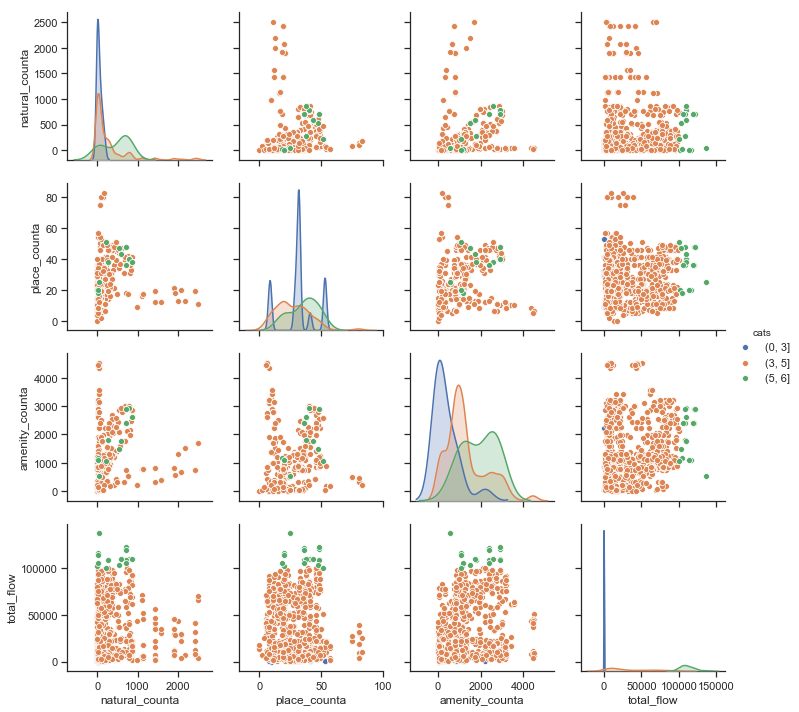 natural_counta
2500
2000
1500
1000
500
0
place_counta
80
60
40
20
0
cats
(0, 3]
(3, 5]
(5, 6]
amenity_counta
4000
3000
2000
1000
0
total_flow
100000
50000
0
0 1000 2000
natural_counta
0 50 100
place_counta
0 2000 4000
amenity_counta
0 50000 100000 150000
total_flow